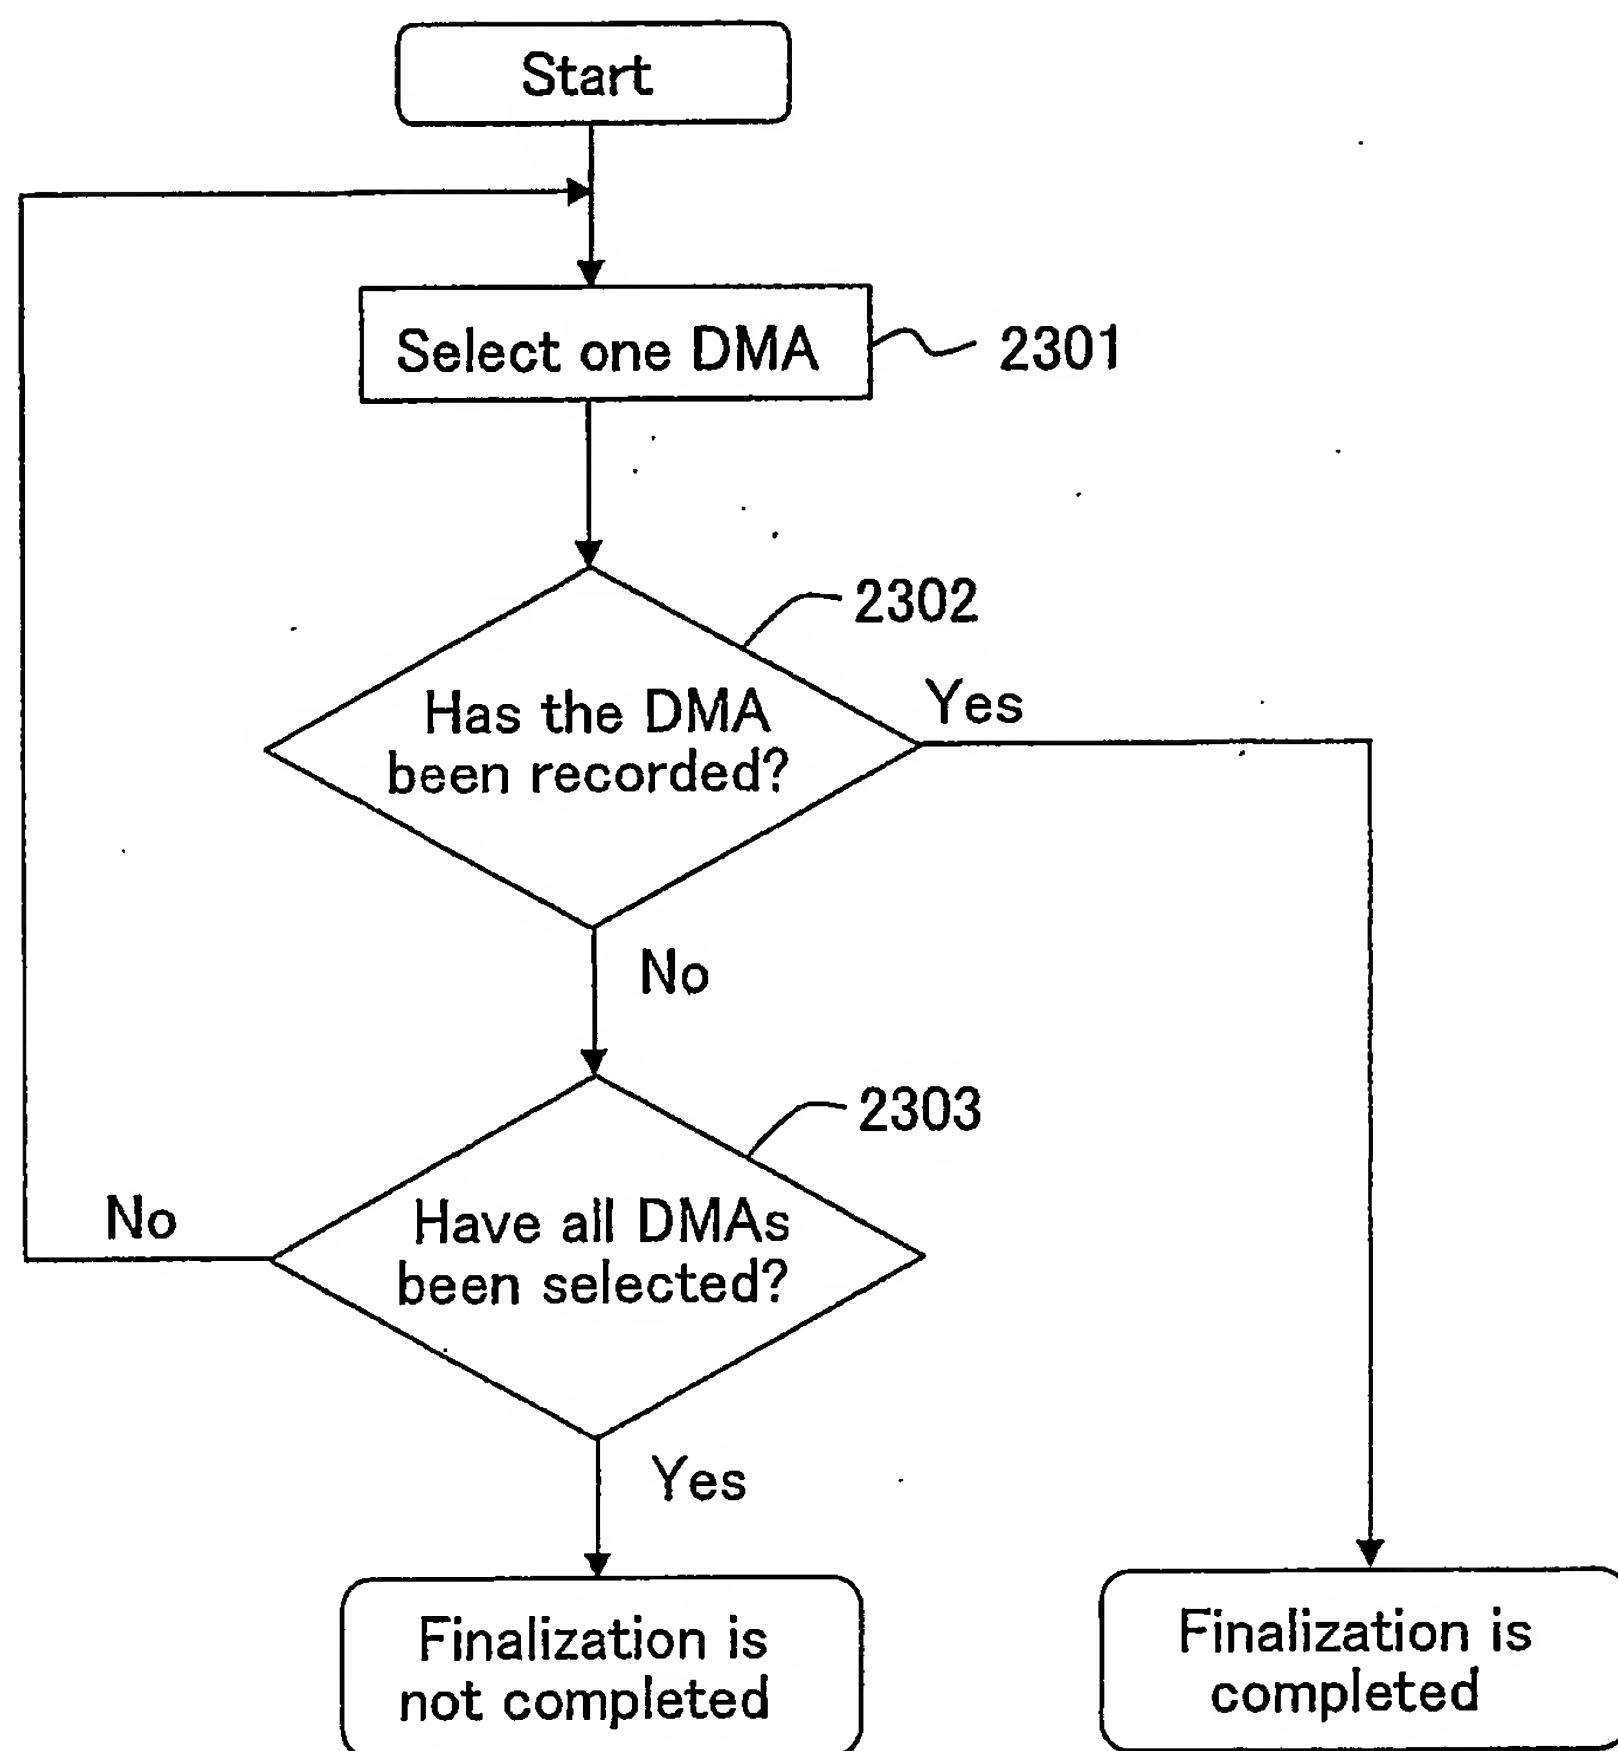 Start
Select one DMA
2301
2302
Has the DMA
been recorded?
Yes
No
2303
Have all DMAs
been selected?
No
Yes
Finalization is
not completed
Finalization is
completed